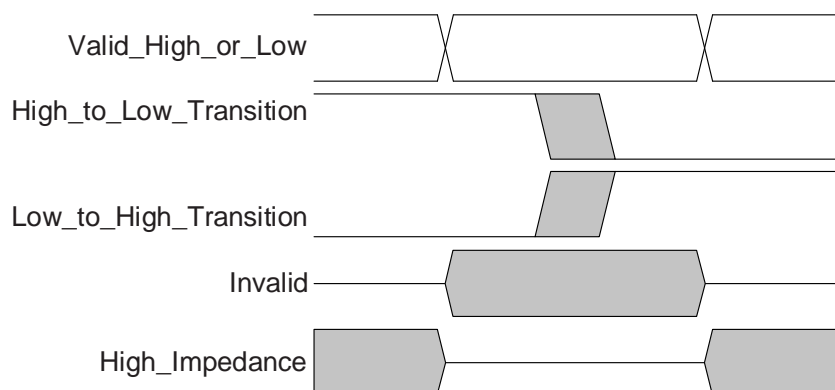 Valid_High_or_Low
High_to_Low_Transition
Low_to_High_Transition
Invalid
High_Impedance